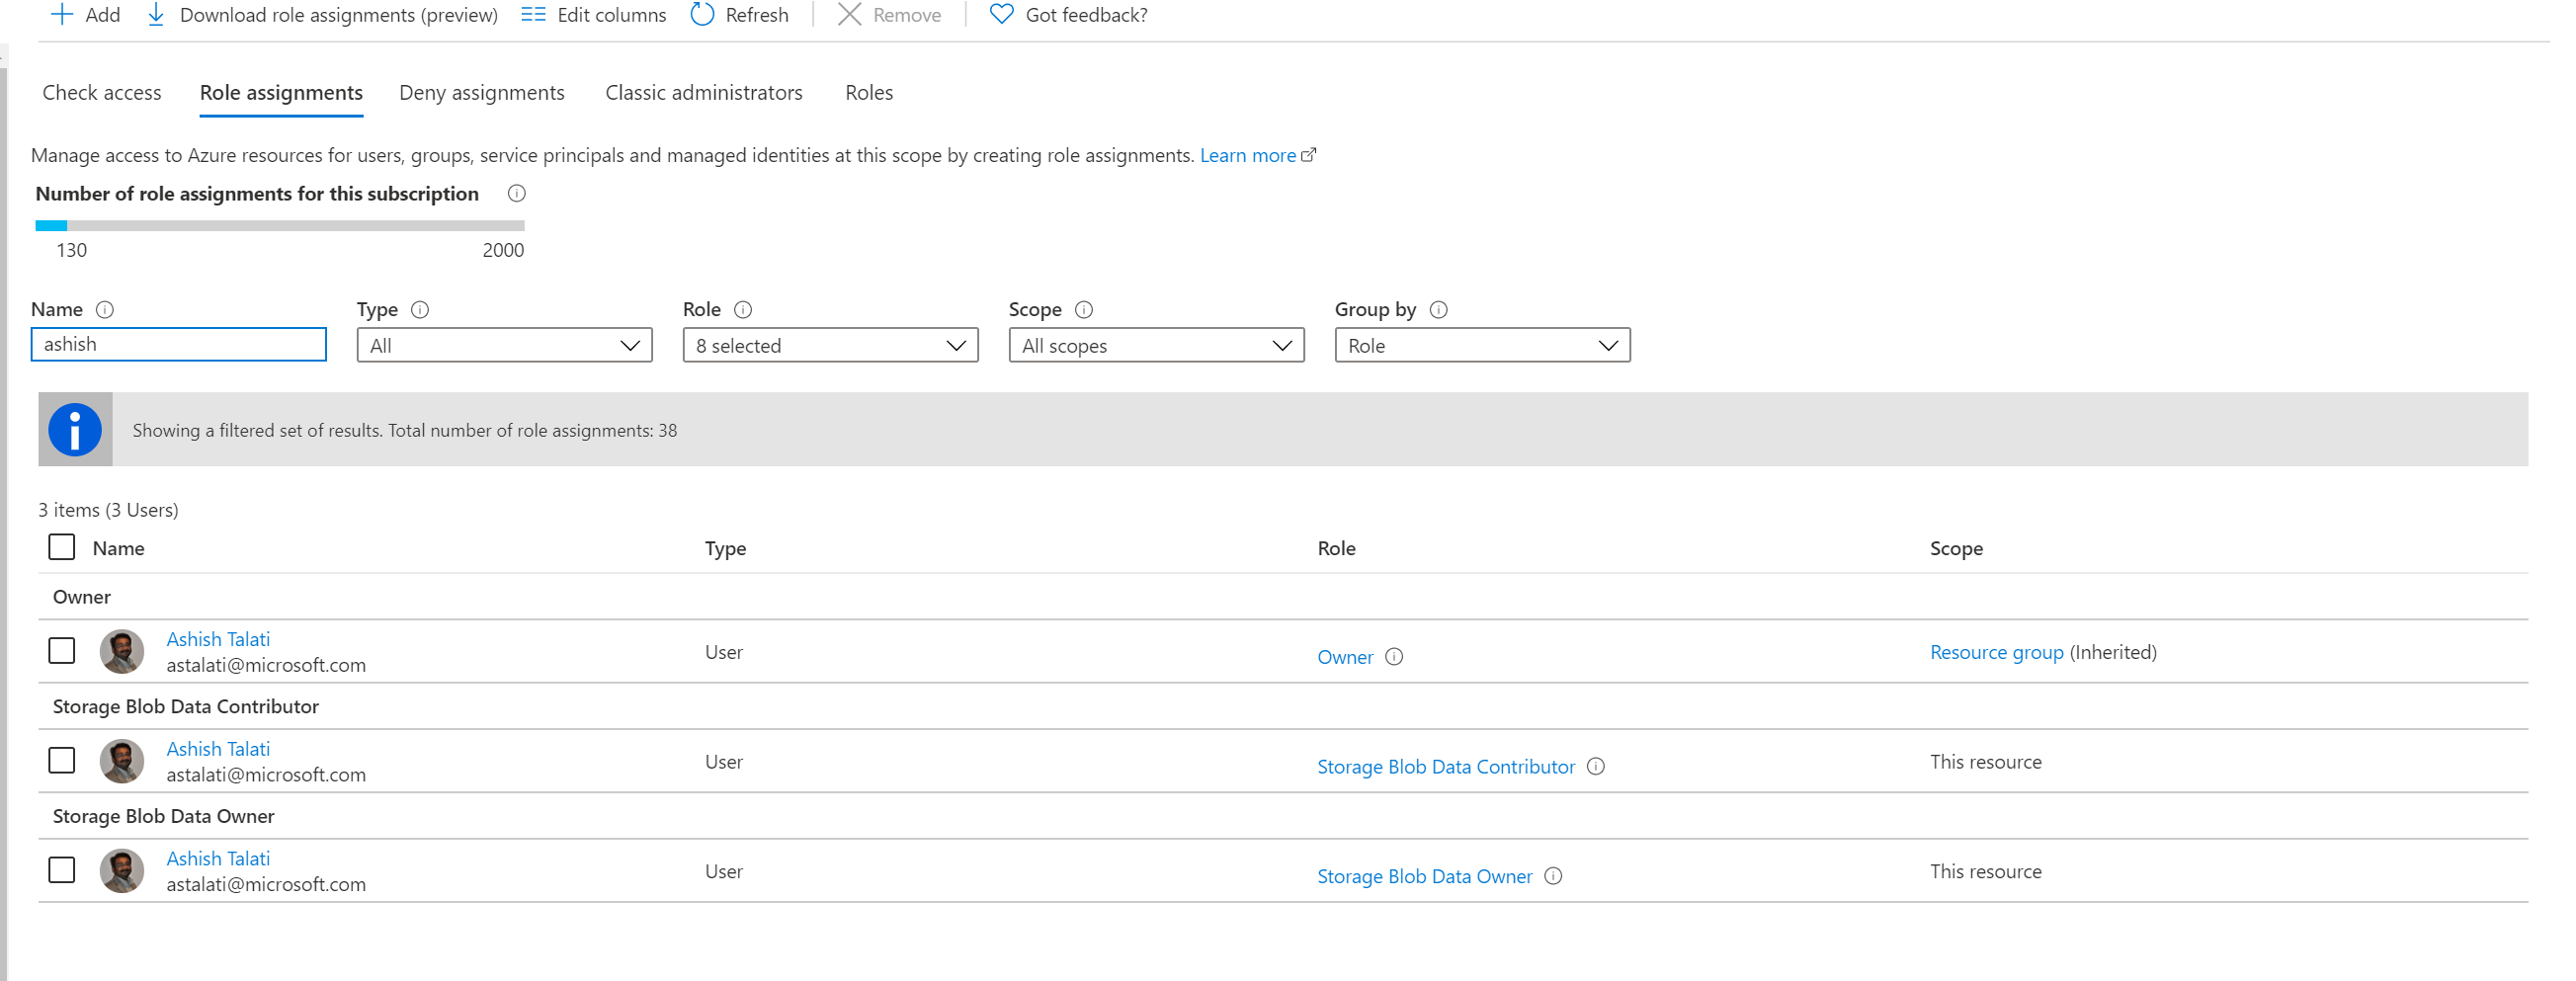 Add Download role assignments (preview) Edit columns Refresh Remove Got feedback?
Check access Role assignments Deny assignments Classic administrators Roles
Manage access to Azure resources for users, groups, service principals and managed identities at this scope by creating role assignments. Learn more
Number of role assignments for this subscription
130 2000
Name Type Role Scope Group by
ashish All 8 selected All scopes Role
Showing a filtered set of results. Total number of role assignments: 38
3 items (3 Users)
Name Type Role Scope
Owner
Ashish Talati
astalati@microsoft.com
User Owner Resource group (Inherited)
Storage Blob Data Contributor
Ashish Talati
astalati@microsoft.com
User Storage Blob Data Contributor This resource
Storage Blob Data Owner
Ashish Talati
astalati@microsoft.com
User Storage Blob Data Owner This resource